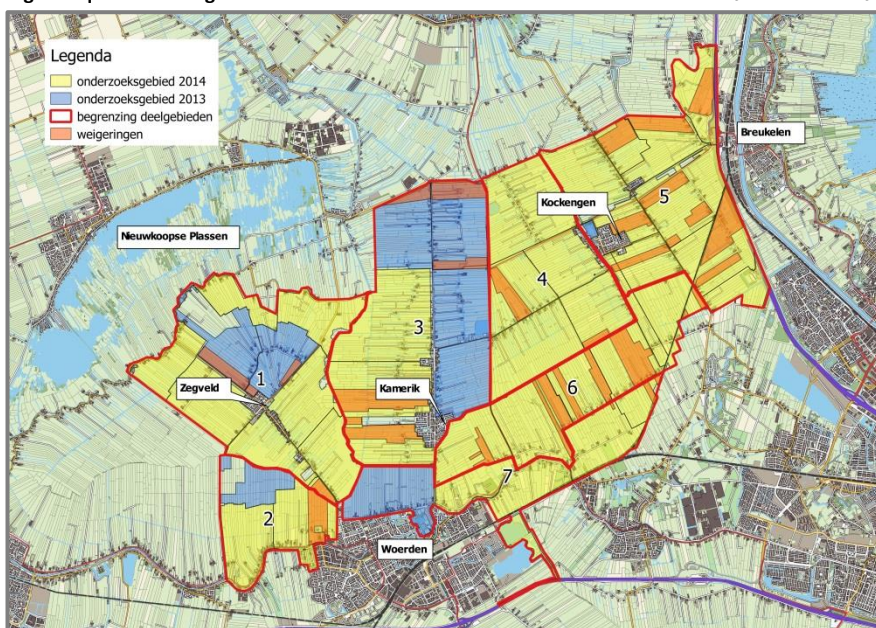 Legenda
onderzoeksgebied 2014
onderzoeksgebied 2013
begrenzing deelgebieden
weigeringen
Breukelen
Kockengen
5
Nieuwkoopse Plassen
4
3
1
Zegveld
Kamerik
6
7
2
Woerden